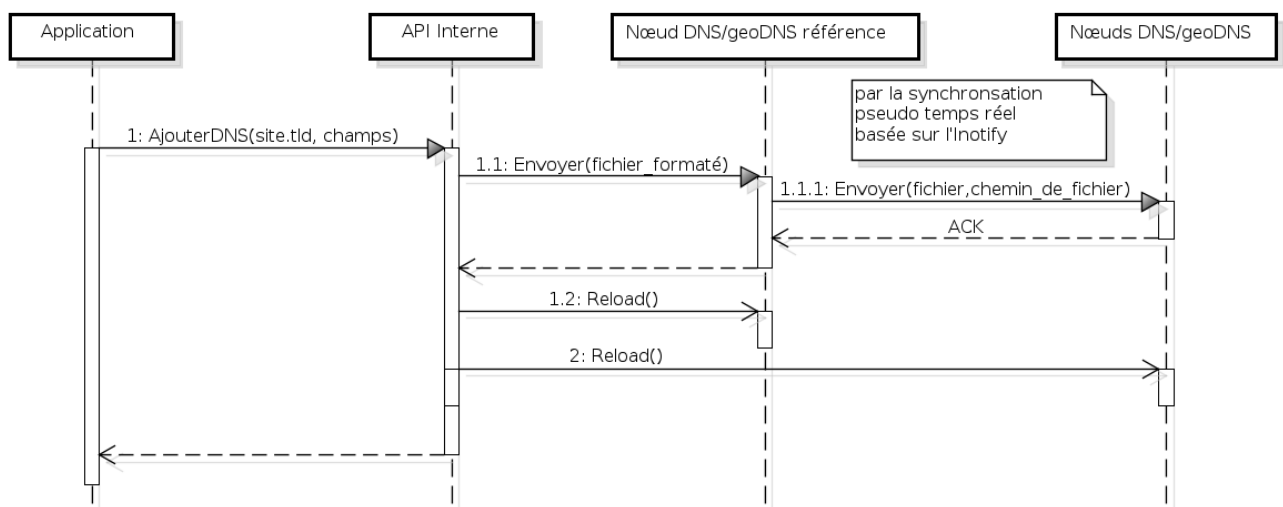 Application
API Interne
Nœud DNS/geoDNS référence
Nœuds DNS/geoDNS
par la synchronsation
pseudo temps réel
basée sur l'Inotify
1: AjouterDNS(site.tld, champs)
1.1: Envoyer(fichier_formaté)
1.1.1: Envoyer(fichier,chemin_de_fichier)
ACK
1.2: Reload()
2: Reload()